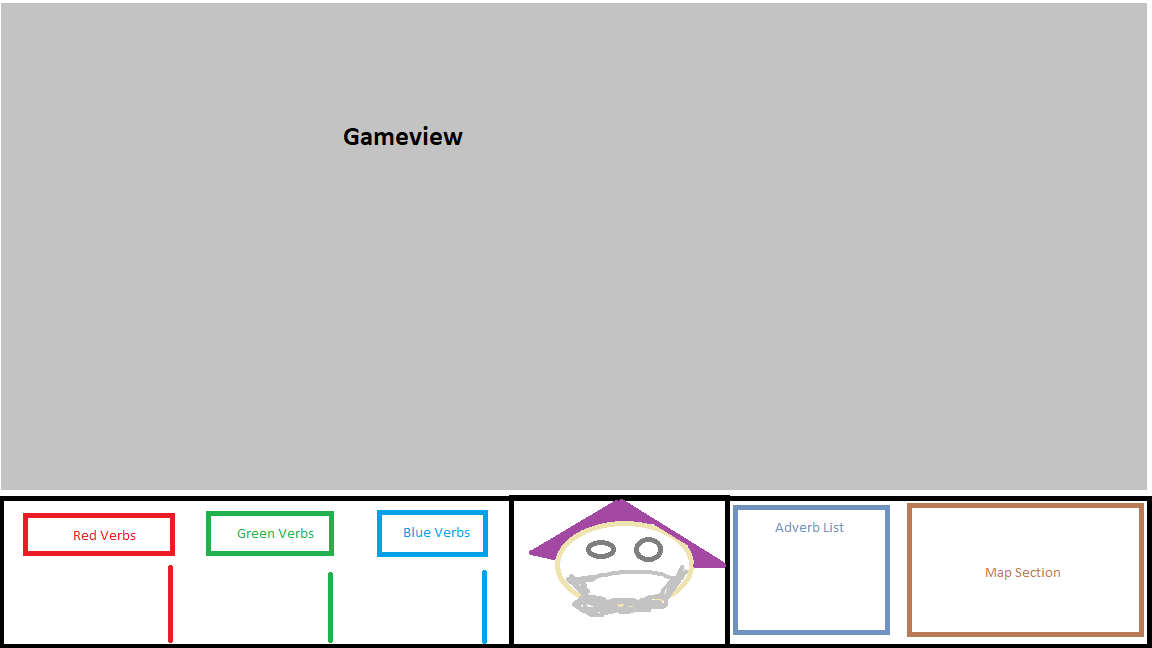 Gameview
Red Verbs
Green Verbs
Blue Verbs
Adverb List
Map Section